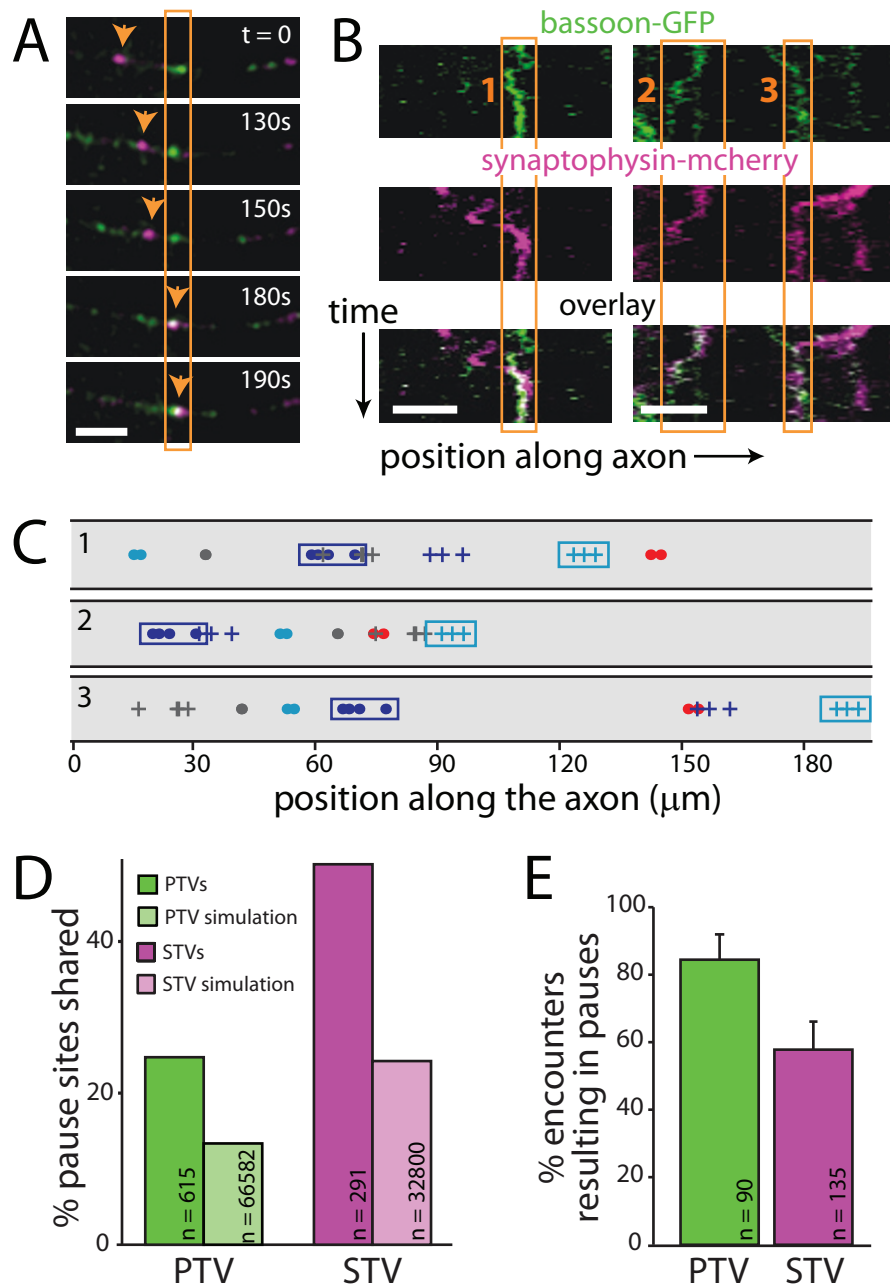 A
t = 0
130s
150s
180s
190s
B
bassoon-GFP
1
2
3
synaptophysin-mcherry
overlay
time
position along axon
C
1
2
3
0
30
60
90
120
150
180
position along the axon (μm)
D
% pause sites shared
40
20
0
PTVs
PTV simulation
STVs
STV simulation
n = 615
n = 66582
n = 291
n = 32800
PTV
STV
E
% encounters
resulting in pauses
100
80
60
40
20
0
n = 90
n = 135
PTV
STV